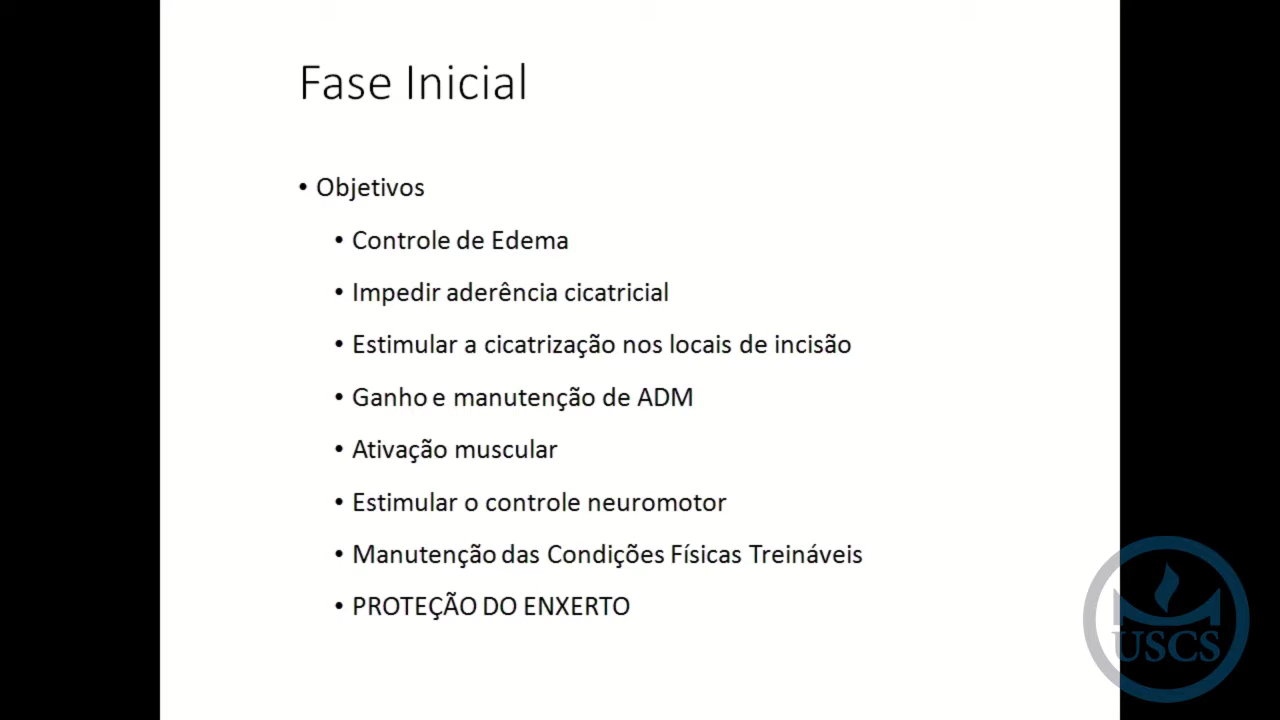 Fase Inicial
• Objetivos
• Controle de Edema
• Impedir aderência cicatricial
• Estimular a cicatrização nos locais de incisão
• Ganho e manutenção de ADM
• Ativação muscular
• Estimular o controle neuromotor
• Manutenção das Condições Físicas Treináveis
• PROTEÇÃO DO ENXERTO
USCS